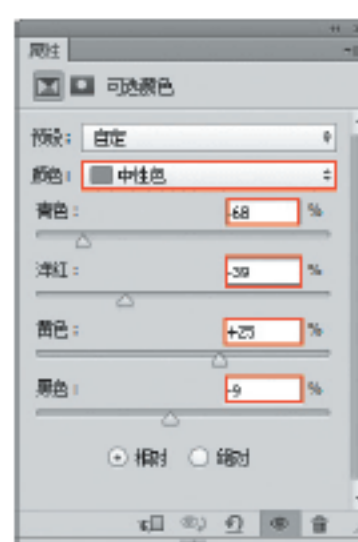 属性
可选颜色
预设： 自定
颜色： 中性色
青色： -68 %
洋红： -39 %
黄色： +25 %
黑色： -9 %
相对 绝对